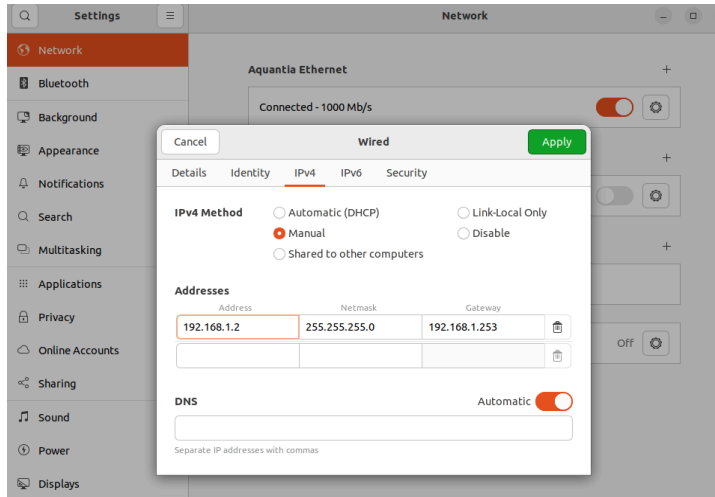 Settings
Network
Network
Bluetooth
Background
Appearance
Notifications
Search
Multitasking
Applications
Privacy
Online Accounts
Sharing
Sound
Power
Displays
Aquantia Ethernet
Connected - 1000 Mb/s
Off
Cancel
Wired
Apply
Details Identity IPv4 IPv6 Security
IPv4 Method
Automatic (DHCP)
Link-Local Only
Manual
Disable
Shared to other computers
Addresses
Address Netmask Gateway
192.168.1.2 255.255.255.0 192.168.1.253
DNS
Automatic
Separate IP addresses with commas